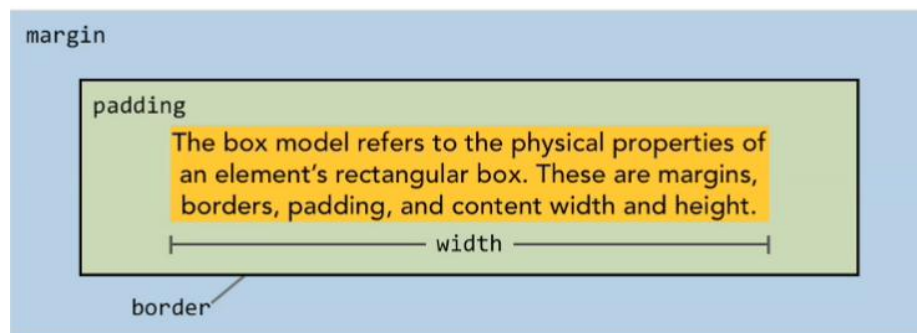 margin
padding
The box model refers to the physical properties of
an element's rectangular box. These are margins,
borders, padding, and content width and height.
width
border